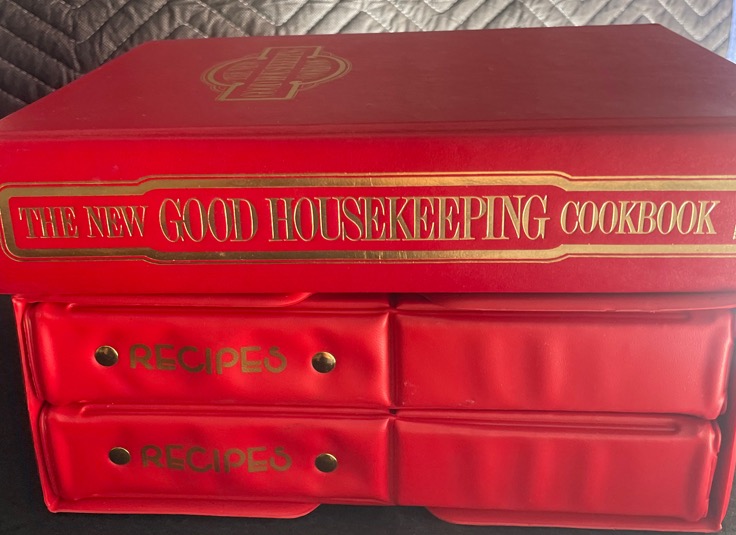 THE NEW GOOD HOUSEKEEPING COOKBOOK
RECIPES
RECIPES